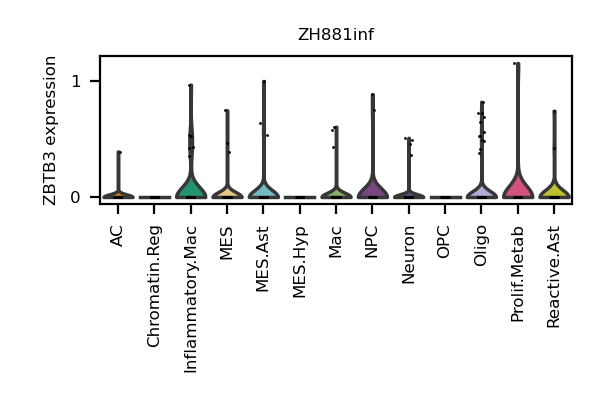 ZH881inf
ZBTB3 expression
1
0
AC
Chromatin.Reg
Inflammatory.Mac
MES
MES.Ast
MES.Hyp
Mac
NPC
Neuron
OPC
Oligo
Prolif.Metab
Reactive.Ast